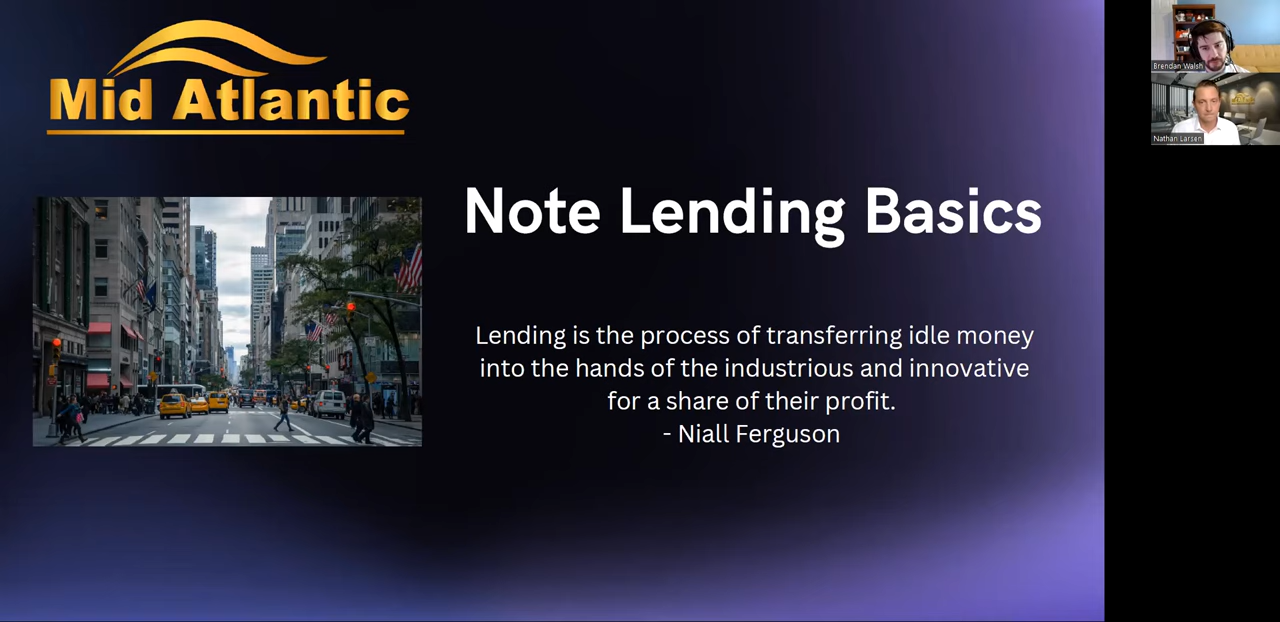 Mid Atlantic
Note Lending Basics
Lending is the process of transferring idle money
into the hands of the industrious and innovative
for a share of their profit.
- Niall Ferguson
Brendan Walsh
Nathan Larsen